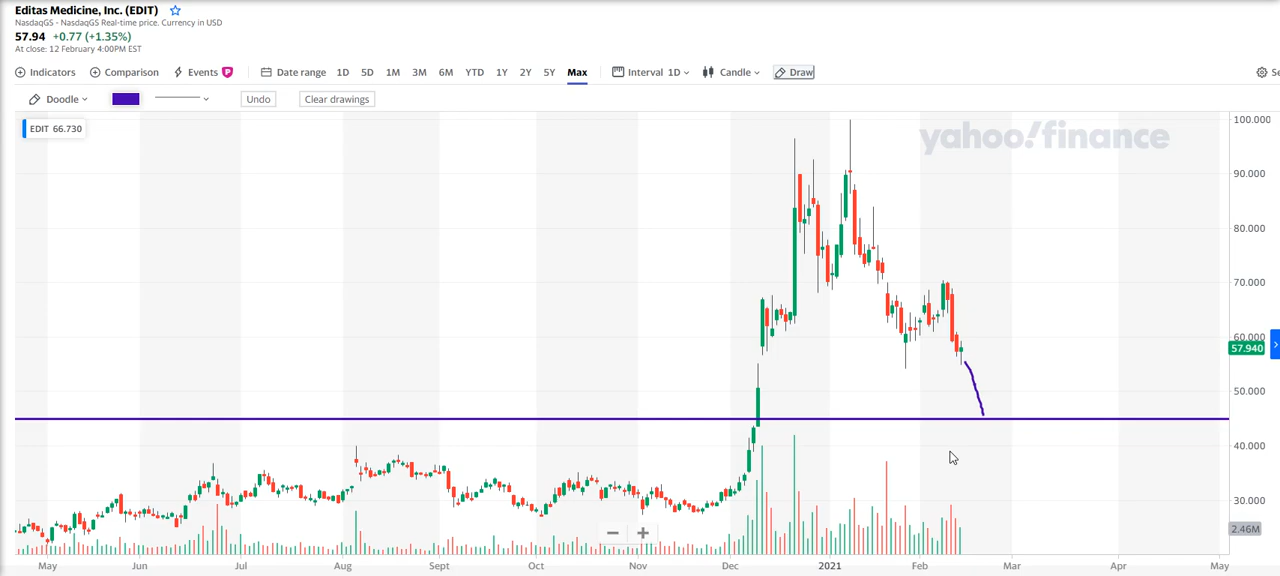 Editas Medicine, Inc. (EDIT)
NasdaqGS - NasdaqGS Real-time price. Currency in USD
57.94 +0.77 (+1.35%)
At close: 12 February 4:00PM EST
Indicators Comparison Events P Date range 1D 5D 1M 3M 6M YTD 1Y 2Y 5Y Max Interval 1D Candle Draw Se
Doodle Undo Clear drawings
EDIT 66.730
yahoo!finance
100.000
90.000
80.000
70.000
60.000
57.940
50.000
40.000
30.000
2.46M
May Jun Jul Aug Sept Oct Nov Dec 2021 Feb Mar Apr May